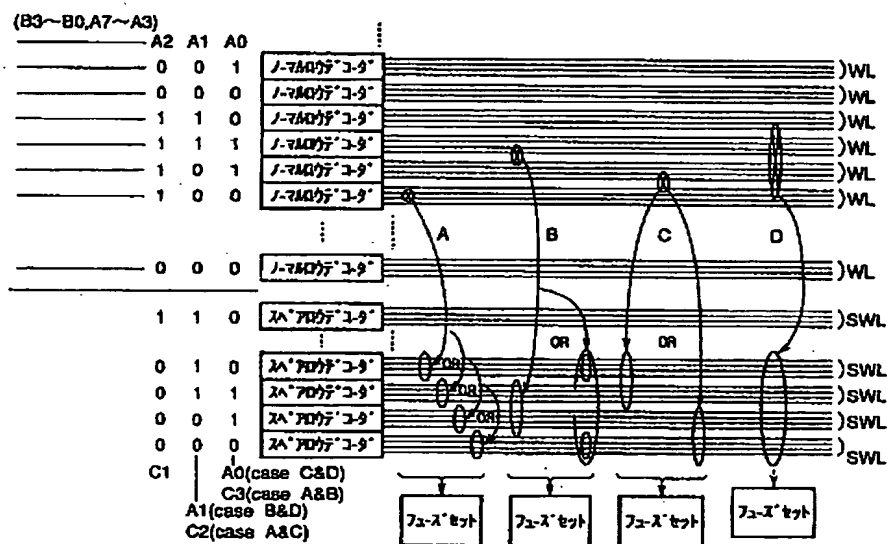 (B3～B0,A7～A3)
A2 A1 A0
0 0 1 ﾉｰﾏﾙﾛｳﾃﾞｺｰﾀﾞ )WL
0 0 0 ﾉｰﾏﾙﾛｳﾃﾞｺｰﾀﾞ )WL
1 1 0 ﾉｰﾏﾙﾛｳﾃﾞｺｰﾀﾞ )WL
1 1 1 ﾉｰﾏﾙﾛｳﾃﾞｺｰﾀﾞ )WL
1 0 1 ﾉｰﾏﾙﾛｳﾃﾞｺｰﾀﾞ )WL
1 0 0 ﾉｰﾏﾙﾛｳﾃﾞｺｰﾀﾞ )WL
A B C D
0 0 0 ﾉｰﾏﾙﾛｳﾃﾞｺｰﾀﾞ )WL
1 1 0 ｽﾍﾟｱﾛｳﾃﾞｺｰﾀﾞ )SWL
OR OR
0 1 0 ｽﾍﾟｱﾛｳﾃﾞｺｰﾀﾞ OR )SWL
0 1 1 ｽﾍﾟｱﾛｳﾃﾞｺｰﾀﾞ OR )SWL
0 0 1 ｽﾍﾟｱﾛｳﾃﾞｺｰﾀﾞ OR )SWL
0 0 0 ｽﾍﾟｱﾛｳﾃﾞｺｰﾀﾞ )SWL
C1 A0(case C&D)
C3(case A&B)
A1(case B&D)
C2(case A&C)
ﾌｭｰｽﾞｾｯﾄ ﾌｭｰｽﾞｾｯﾄ ﾌｭｰｽﾞｾｯﾄ ﾌｭｰｽﾞｾｯﾄ